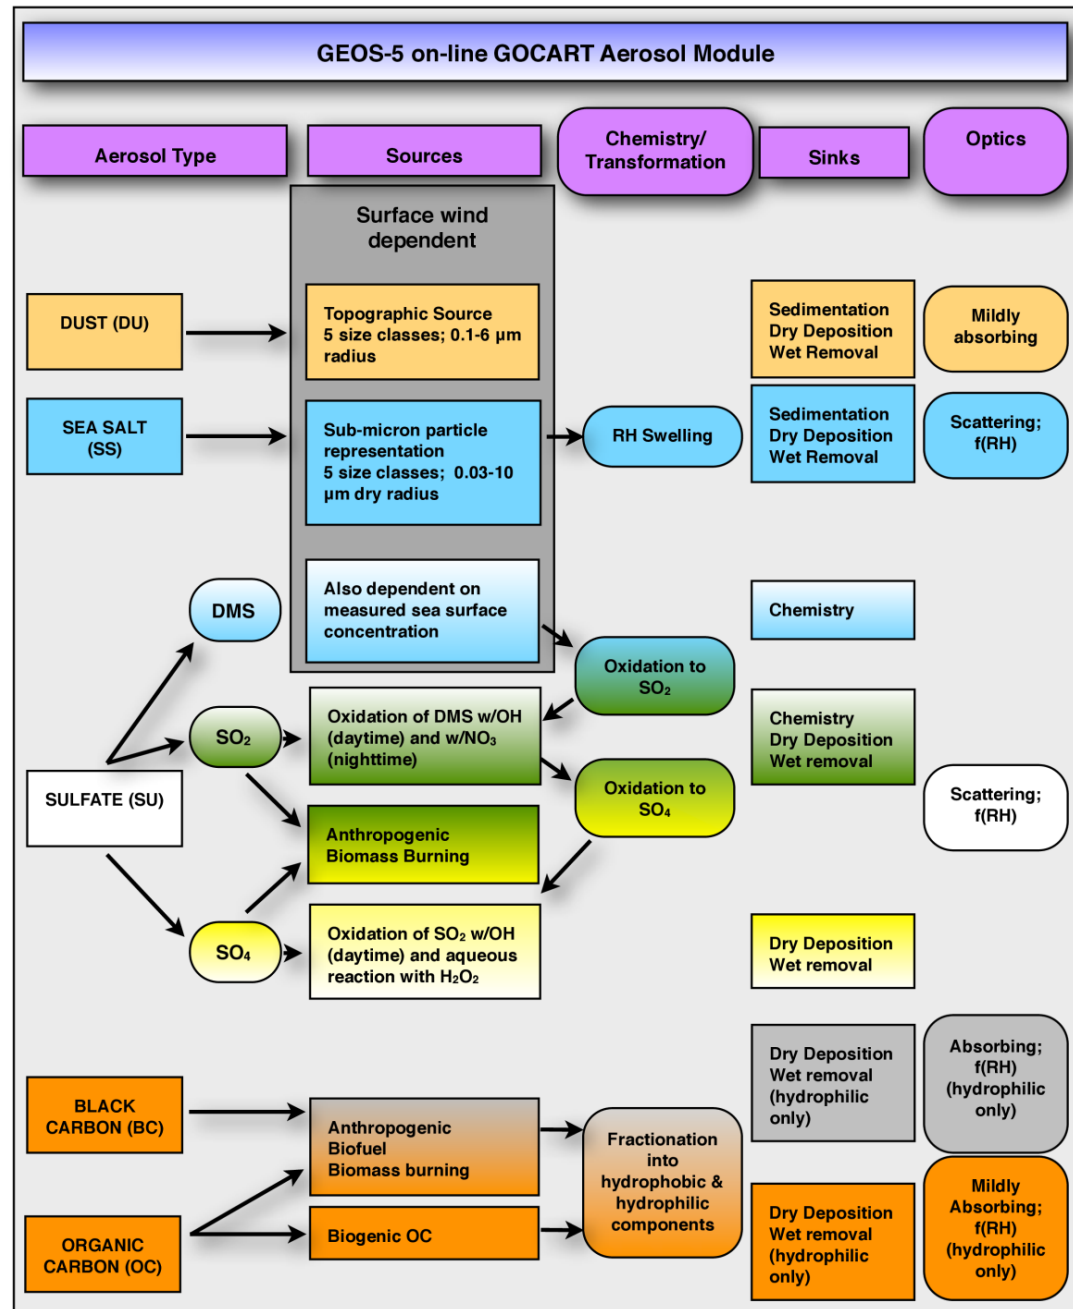 GEOS-5 on-line GOCART Aerosol Module
Aerosol Type
Sources
Chemistry/
Transformation
Sinks
Optics
Surface wind
dependent
DUST (DU)
Topographic Source
5 size classes; 0.1-6 µm
radius
Sedimentation
Dry Deposition
Wet Removal
Mildly
absorbing
SEA SALT
(SS)
Sub-micron particle
representation
5 size classes; 0.03-10
µm dry radius
RH Swelling
Sedimentation
Dry Deposition
Wet Removal
Scattering;
f(RH)
DMS
Also dependent on
measured sea surface
concentration
Chemistry
Oxidation to
SO₂
SO₂
Oxidation of DMS w/OH
(daytime) and w/NO₃
(nighttime)
Chemistry
Dry Deposition
Wet removal
SULFATE (SU)
Oxidation to
SO₄
Scattering;
f(RH)
Anthropogenic
Biomass Burning
SO₄
Oxidation of SO₂ w/OH
(daytime) and aqueous
reaction with H₂O₂
Dry Deposition
Wet removal
BLACK
CARBON (BC)
Anthropogenic
Biofuel
Biomass burning
Fractionation
into
hydrophobic &
hydrophilic
components
Dry Deposition
Wet removal
(hydrophilic
only)
Absorbing;
f(RH)
(hydrophilic
only)
ORGANIC
CARBON (OC)
Biogenic OC
Dry Deposition
Wet removal
(hydrophilic
only)
Mildly
Absorbing;
f(RH)
(hydrophilic
only)